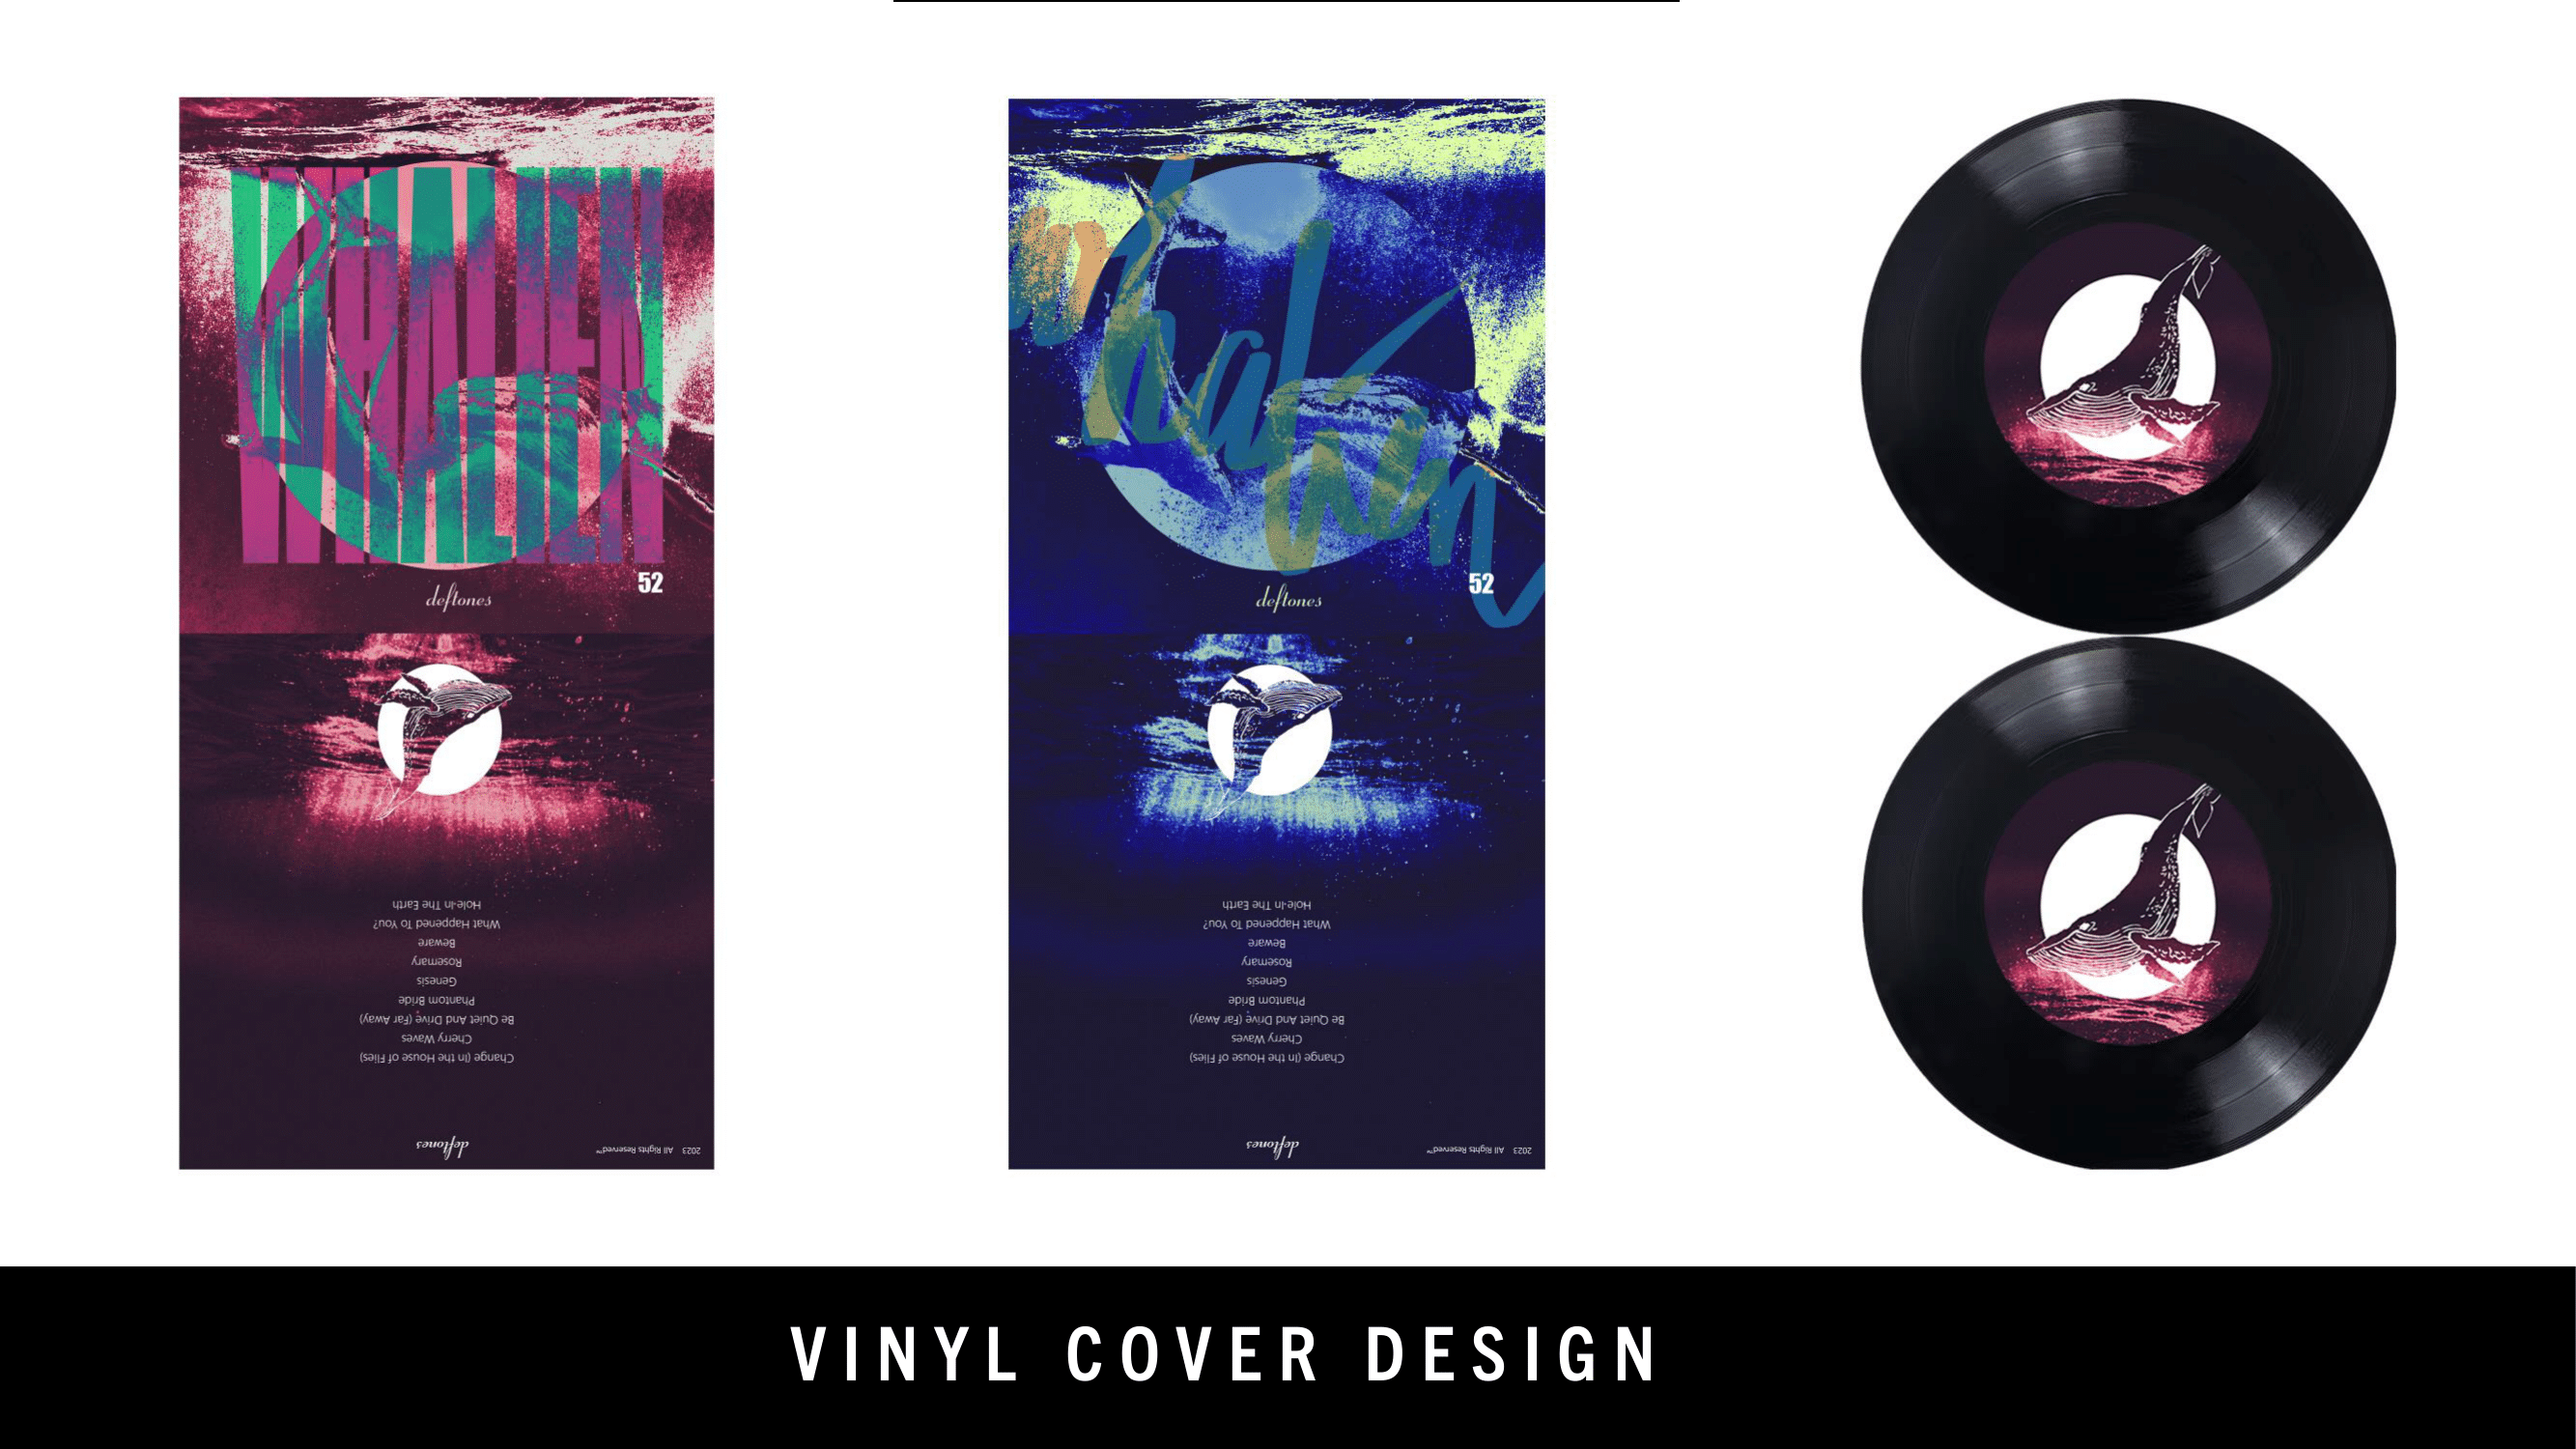 WHALIEN
52
deftones
Hole-In The Earth
What Happened To You?
Beware
Rosemary
Genesis
Phantom Bride
Be Quiet And Drive (Far Away)
Cherry Waves
Change (In the House of Flies)
deftones
2023 All Rights Reserved™
whalien
52
deftones
Hole-In The Earth
What Happened To You?
Beware
Rosemary
Genesis
Phantom Bride
Be Quiet And Drive (Far Away)
Cherry Waves
Change (In the House of Flies)
deftones
2023 All Rights Reserved™
VINYL COVER DESIGN